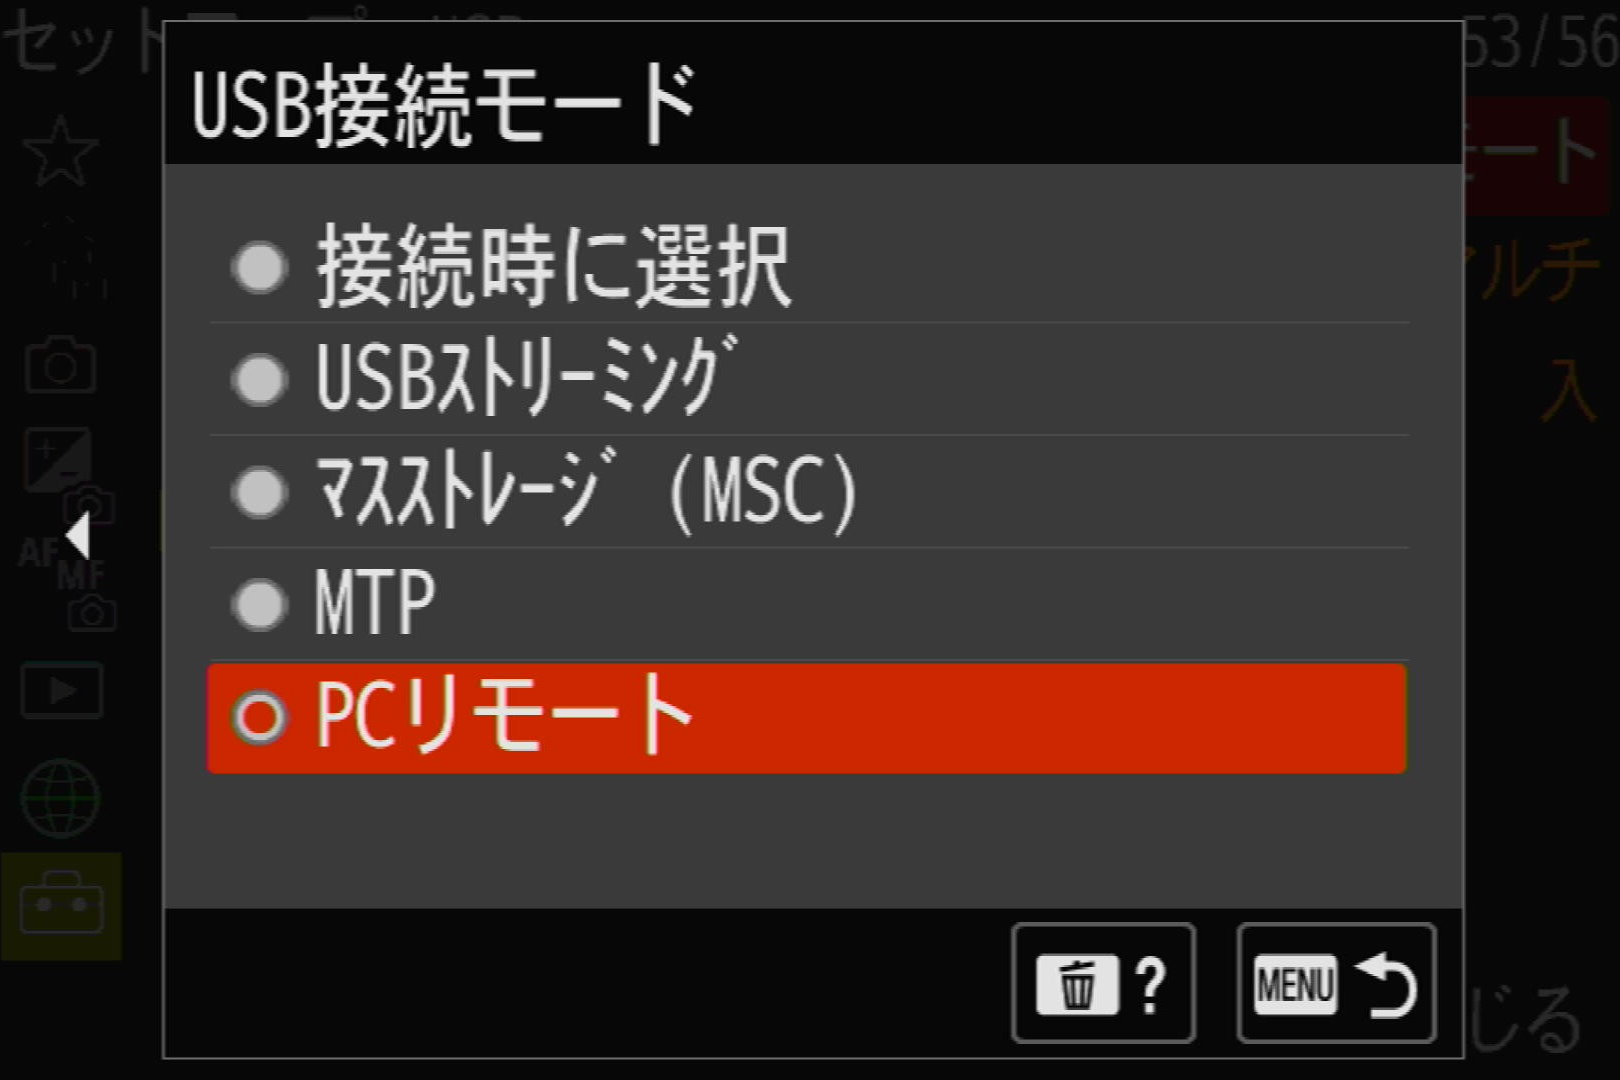 セット
53/56
USB接続モード
モート
接続時に選択
ルチ
USBストリーミング
入
マスストレージ (MSC)
AF
MF
MTP
PCリモート
?
MENU
じる